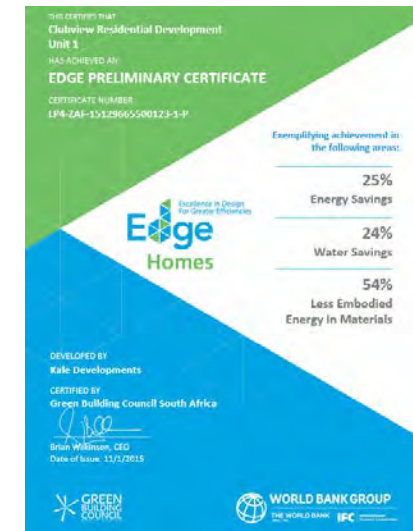 THIS CERTIFIES THAT
Clubview Residential Development
Unit 1
HAS ACHIEVED AN
EDGE PRELIMINARY CERTIFICATE
CERTIFICATE NUMBER
LP4-ZAF-15129665500123-1-P
Exemplifying achievement in
the following areas:
25%
Energy Savings
24%
Water Savings
54%
Less Embodied
Energy in Materials
Edge
Excellence in Design
For Greater Efficiencies
Homes
DEVELOPED BY
Kale Developments
CERTIFIED BY
Green Building Council South Africa
Brian Wilkinson, CEO
Date of Issue: 11/1/2015
GREEN
BUILDING
COUNCIL
WORLD BANK GROUP
THE WORLD BANK
IFC